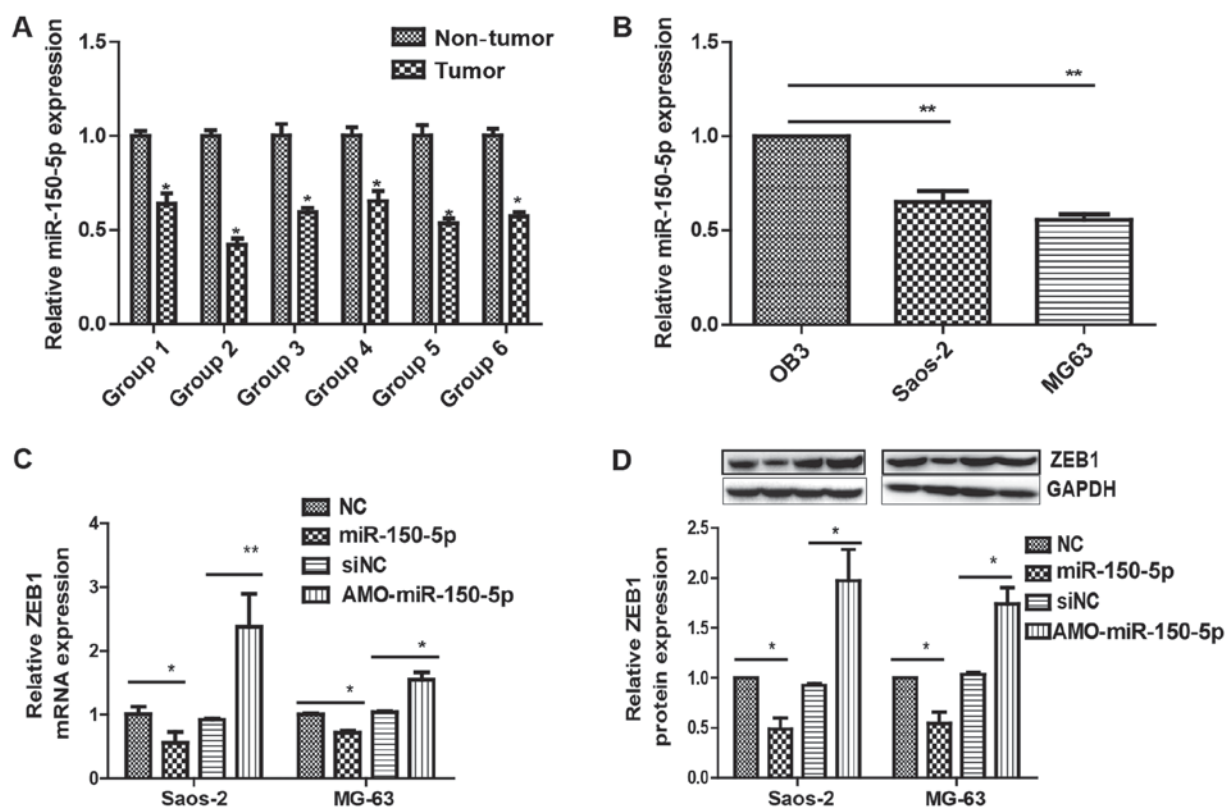 A
Relative miR-150-5p expression
1.5
1.0
0.5
0.0
Non-tumor
Tumor
*
*
*
*
*
*
Group 1
Group 2
Group 3
Group 4
Group 5
Group 6
B
Relative miR-150-5p expression
1.5
1.0
0.5
0.0
**
**
OB3
Saos-2
MG63
C
Relative ZEB1
mRNA expression
4
3
2
1
0
NC
miR-150-5p
siNC
AMO-miR-150-5p
*
**
*
*
Saos-2
MG-63
D
ZEB1
GAPDH
Relative ZEB1
protein expression
2.5
2.0
1.5
1.0
0.5
0.0
NC
miR-150-5p
siNC
AMO-miR-150-5p
*
*
*
*
Saos-2
MG-63